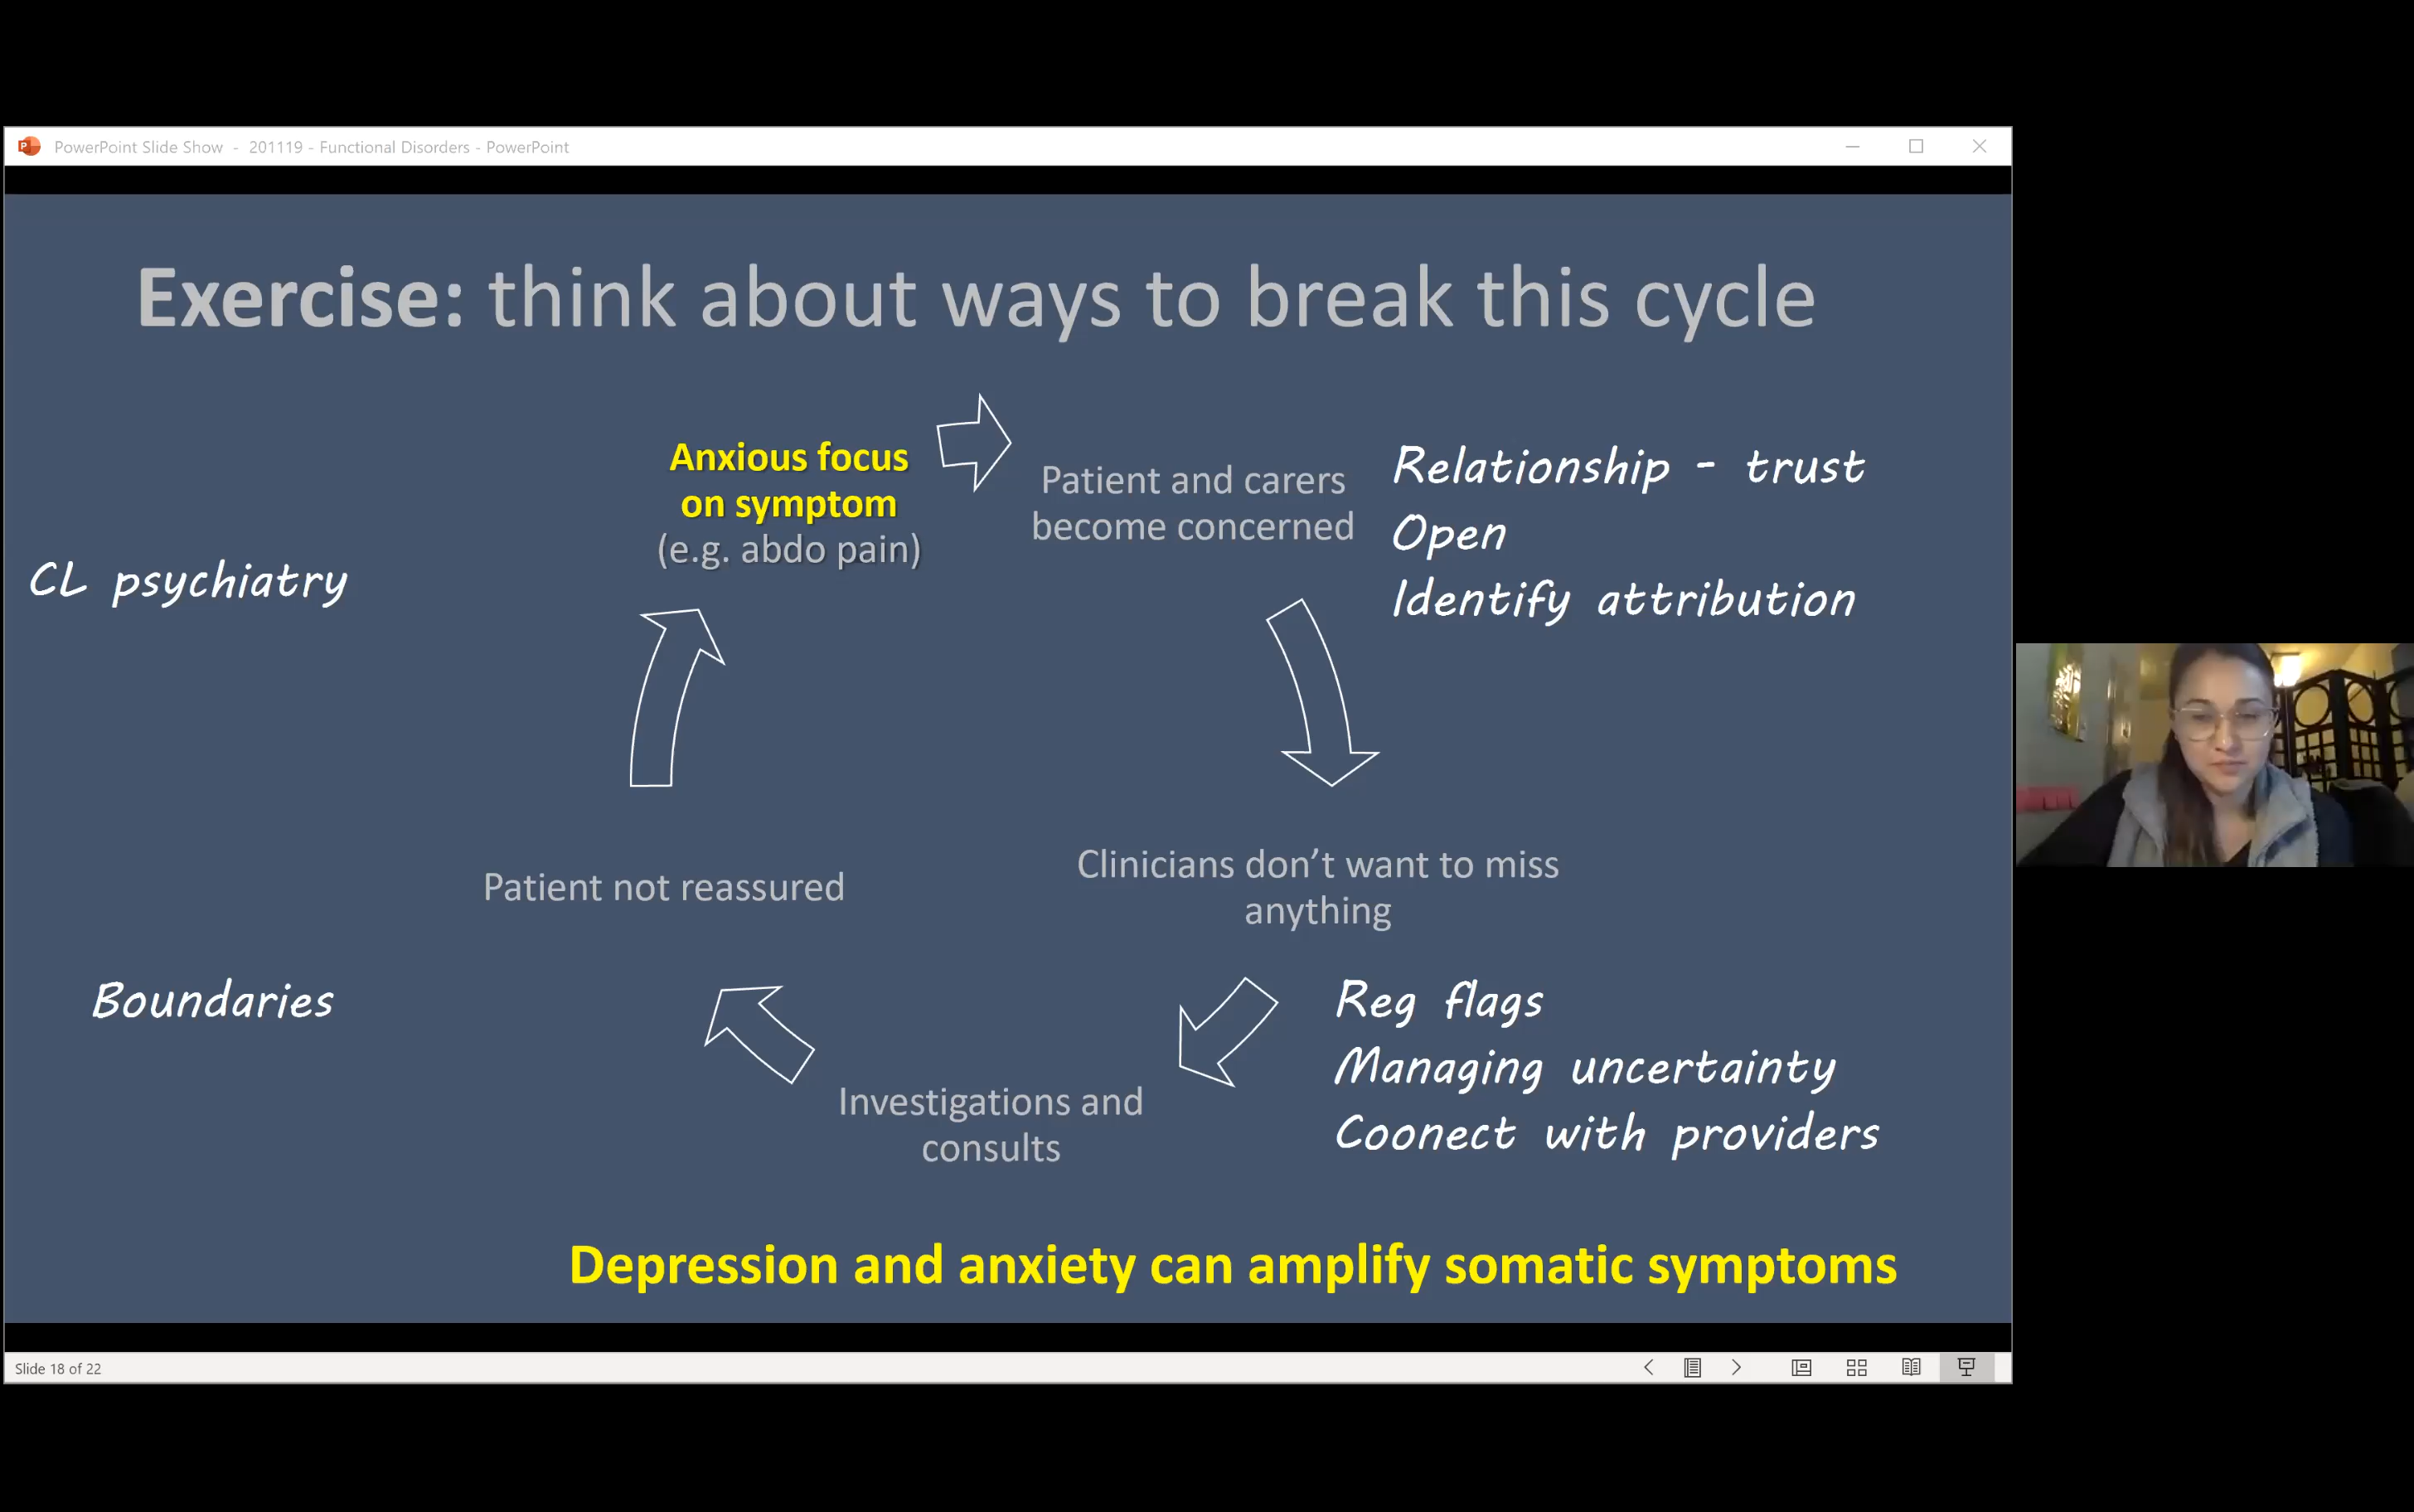 PowerPoint Slide Show - 201119 - Functional Disorders - PowerPoint
Exercise: think about ways to break this cycle
Anxious focus
on symptom
(e.g. abdo pain)
Patient and carers
become concerned
Relationship - trust
Open
Identify attribution
CL psychiatry
Clinicians don’t want to miss
anything
Patient not reassured
Boundaries
Reg flags
Managing uncertainty
Coonect with providers
Investigations and
consults
Depression and anxiety can amplify somatic symptoms
Slide 18 of 22